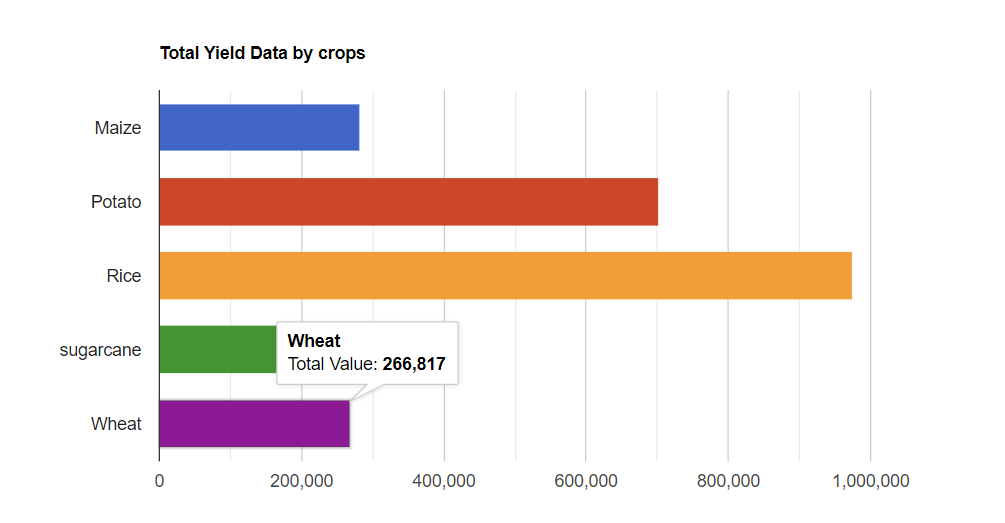 Total Yield Data by crops
Maize
Potato
Rice
sugarcane
Wheat
Total Value: 266,817
Wheat
0 200,000 400,000 600,000 800,000 1,000,000